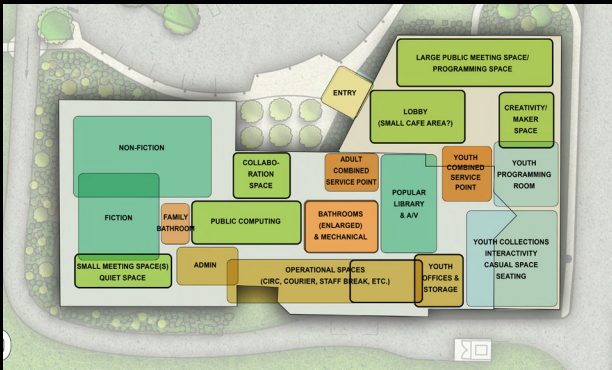 LARGE PUBLIC MEETING SPACE/
PROGRAMMING SPACE
ENTRY
LOBBY
(SMALL CAFE AREA?)
CREATIVITY/
MAKER
SPACE
NON-FICTION
COLLABO-
RATION
SPACE
ADULT
COMBINED
SERVICE POINT
YOUTH
COMBINED
SERVICE
POINT
YOUTH
PROGRAMMING
ROOM
POPULAR
LIBRARY
& A/V
FICTION
FAMILY
BATHROOM
PUBLIC COMPUTING
BATHROOMS
(ENLARGED)
& MECHANICAL
YOUTH COLLECTIONS
INTERACTIVITY
CASUAL SPACE
SEATING
SMALL MEETING SPACE(S)
QUIET SPACE
ADMIN
OPERATIONAL SPACES
(CIRC, COURIER, STAFF BREAK, ETC.)
YOUTH
OFFICES &
STORAGE